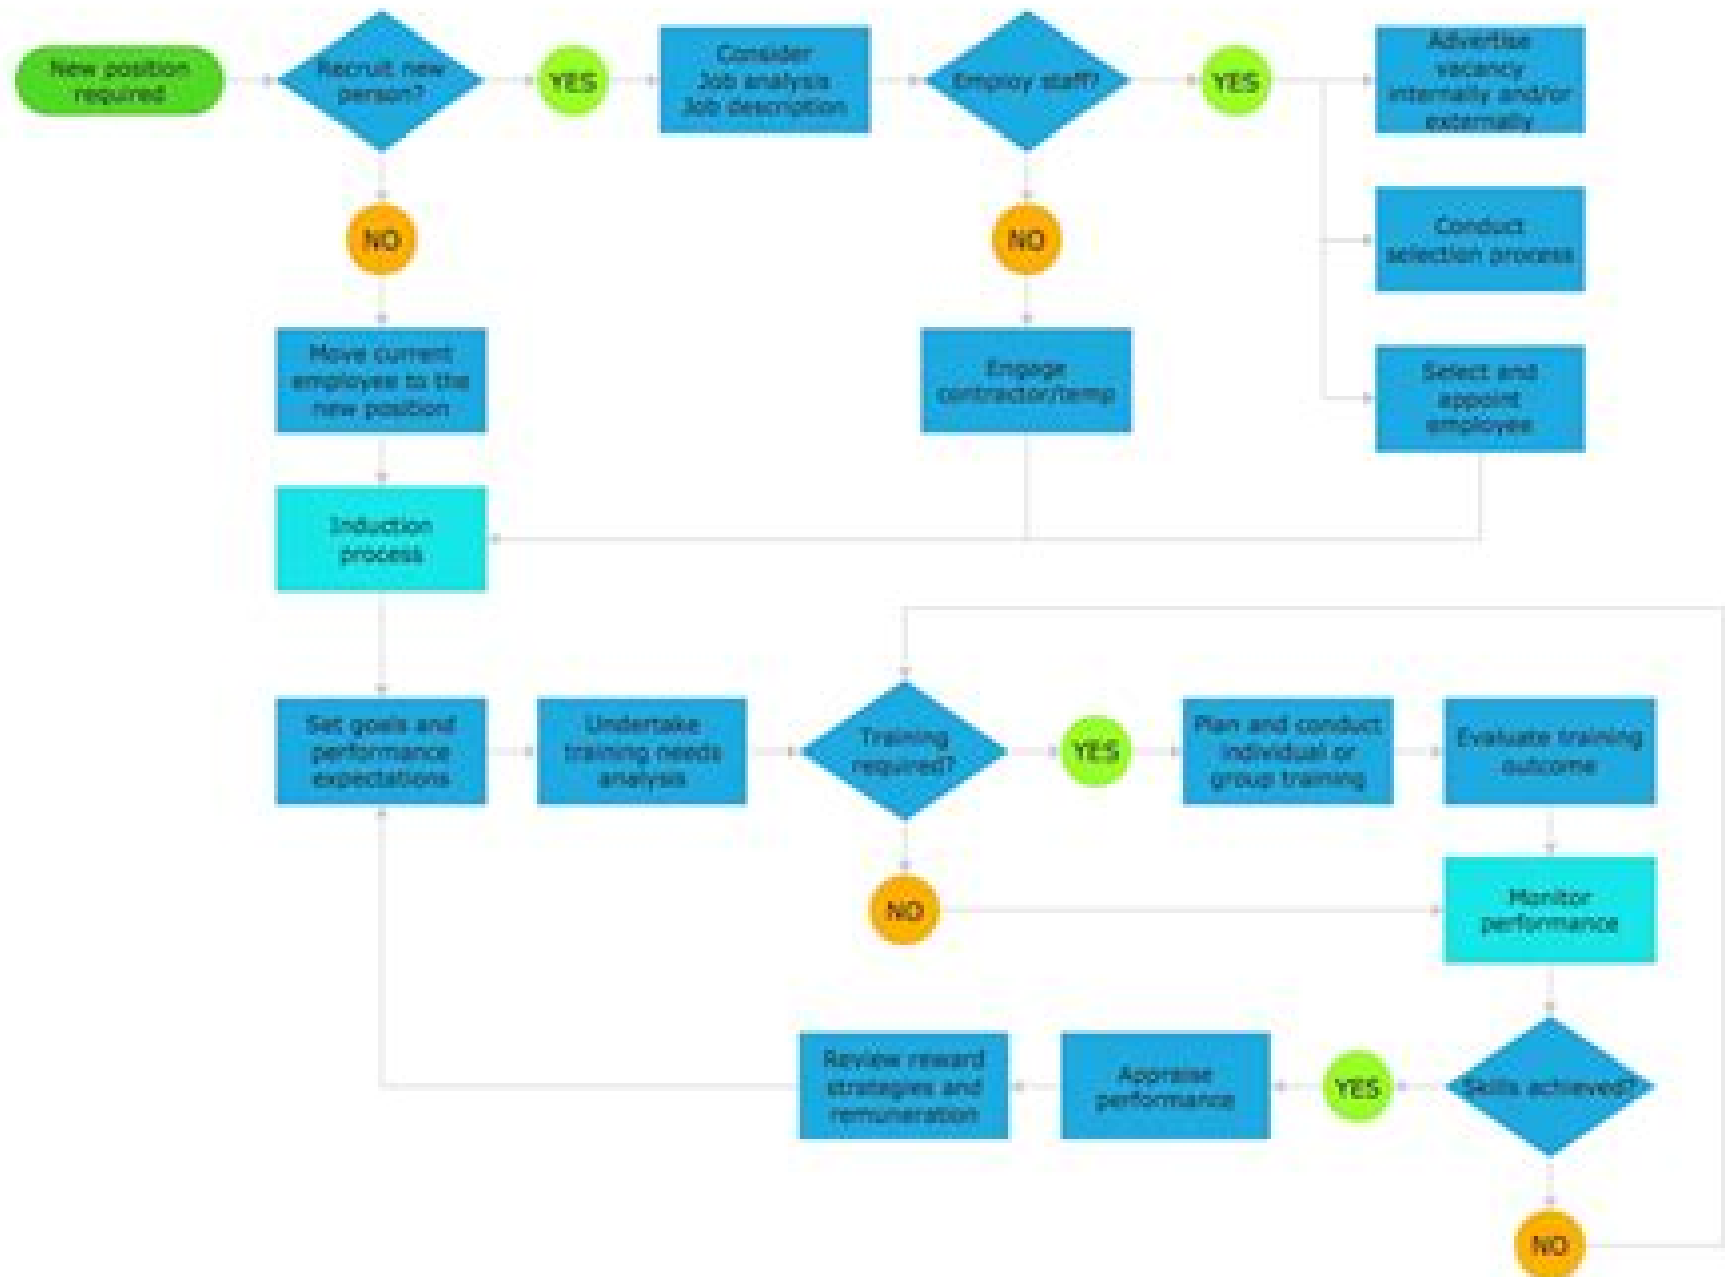 New position
required
Recruit new
person?
YES
Consider
Job analysis
Job description
Employ staff?
YES
Advertise
vacancy
internally and/or
externally
NO
NO
Conduct
selection process
Move current
employee to the
new position
Engage
contractor/temp
Select and
appoint
employee
Induction
process
Set goals and
performance
expectations
Undertake
training needs
analysis
Training
required?
YES
Plan and conduct
individual or
group training
Evaluate training
outcome
NO
Monitor
performance
Review reward
strategies and
remuneration
Appraise
performance
YES
Skills achieved?
NO